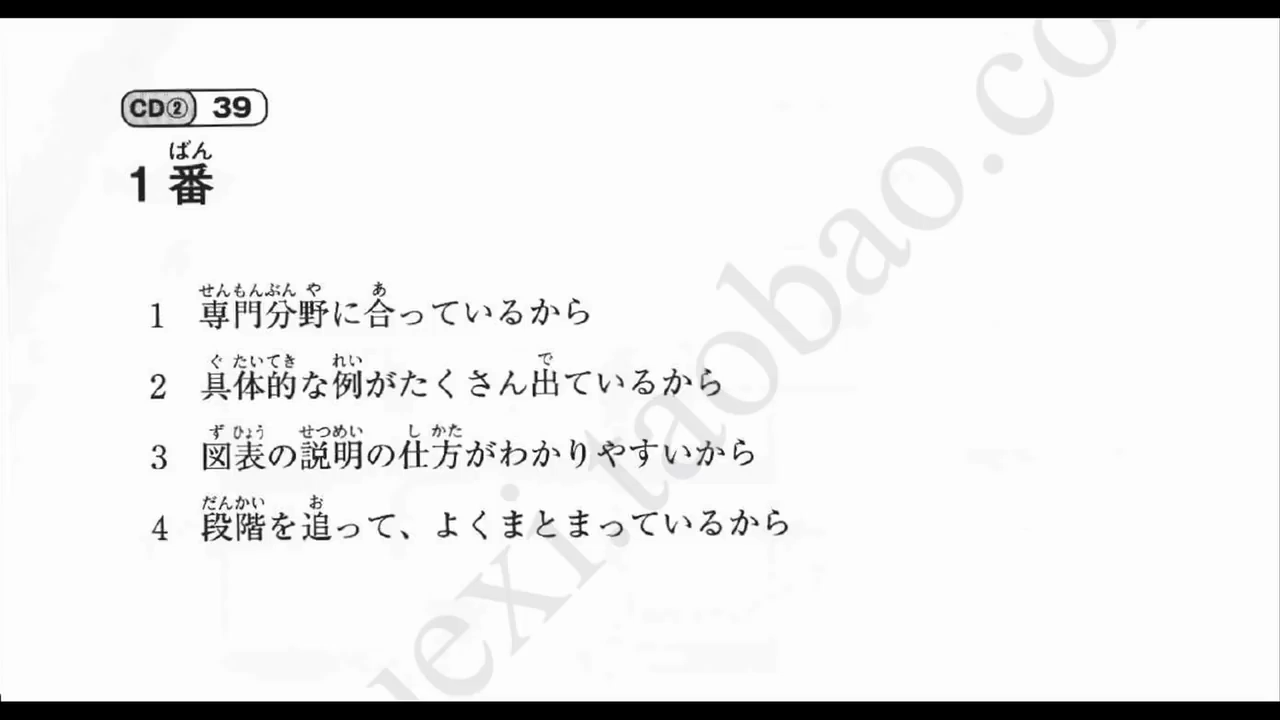 CD② 39
ばん
1 番
せんもんぶんや あ
1 専門分野に合っているから
ぐたいてき れい で
2 具体的な例がたくさん出ているから
ずひょう せつめい しかた
3 図表の説明の仕方がわかりやすいから
だんかい お
4 段階を追って、よくまとまっているから
lexi.taobao.co